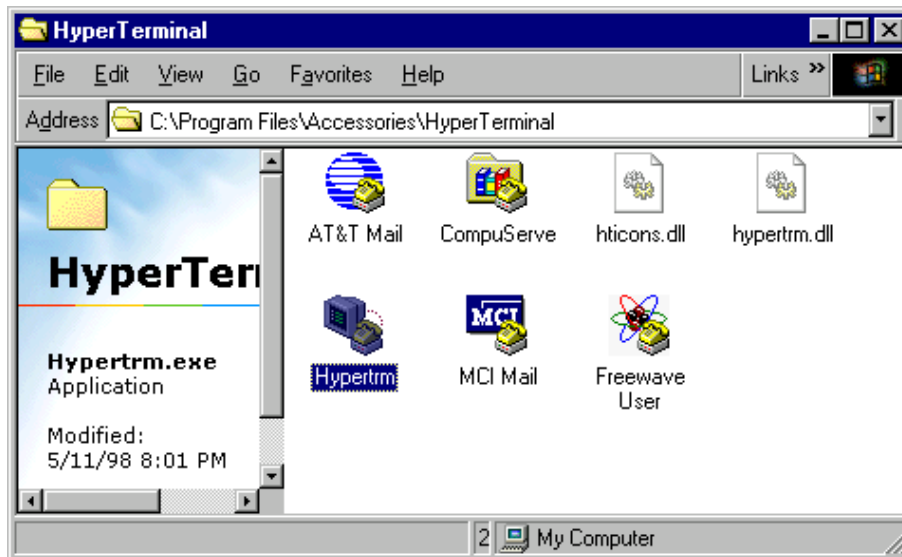 HyperTerminal
File Edit View Go Favorites Help Links »
Address C:\Program Files\Accessories\HyperTerminal
HyperTer
Hypertrm.exe
Application
Modified:
5/11/98 8:01 PM
AT&T Mail CompuServe hticons.dll hypertrm.dll
MCI
Hypertrm MCI Mail Freewave
User
2 My Computer